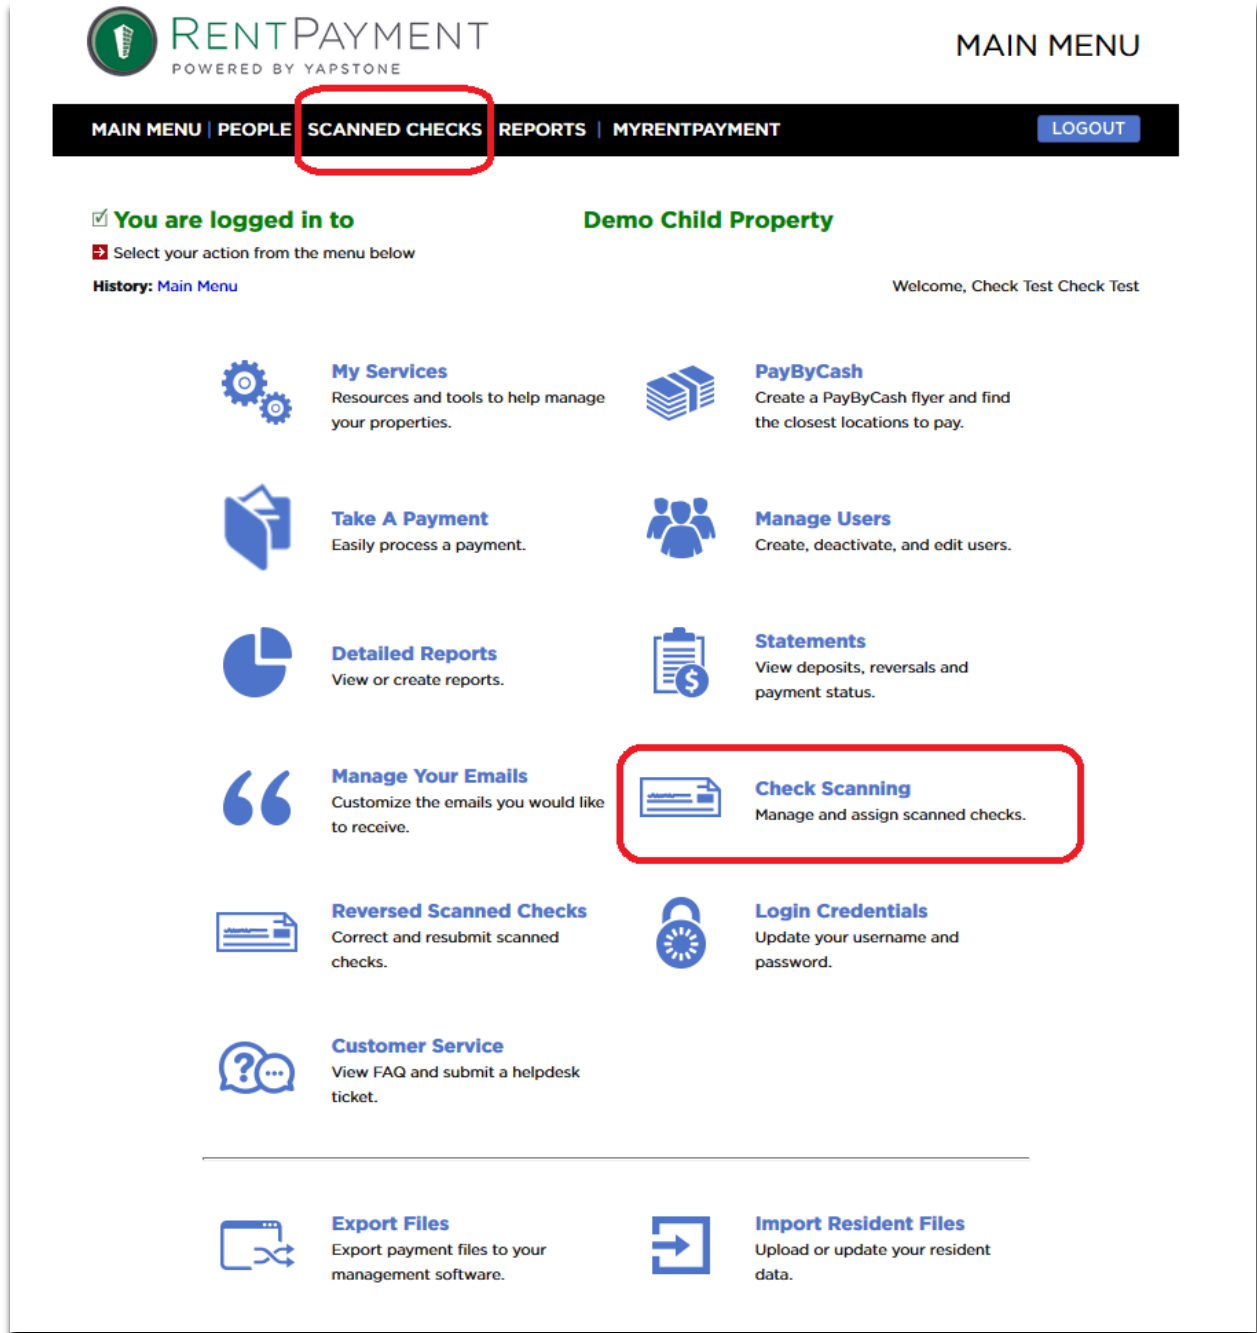 RENTPAYMENT
POWERED BY YAPSTONE
MAIN MENU
MAIN MENU | PEOPLE SCANNED CHECKS REPORTS | MYRENTPAYMENT LOGOUT
You are logged in to Demo Child Property
Select your action from the menu below
History: Main Menu Welcome, Check Test Check Test
My Services
Resources and tools to help manage
your properties.
PayByCash
Create a PayByCash flyer and find
the closest locations to pay.
Take A Payment
Easily process a payment.
Manage Users
Create, deactivate, and edit users.
Detailed Reports
View or create reports.
Statements
View deposits, reversals and
payment status.
Manage Your Emails
Customize the emails you would like
to receive.
Check Scanning
Manage and assign scanned checks.
Reversed Scanned Checks
Correct and resubmit scanned
checks.
Login Credentials
Update your username and
password.
Customer Service
View FAQ and submit a helpdesk
ticket.
Export Files
Export payment files to your
management software.
Import Resident Files
Upload or update your resident
data.